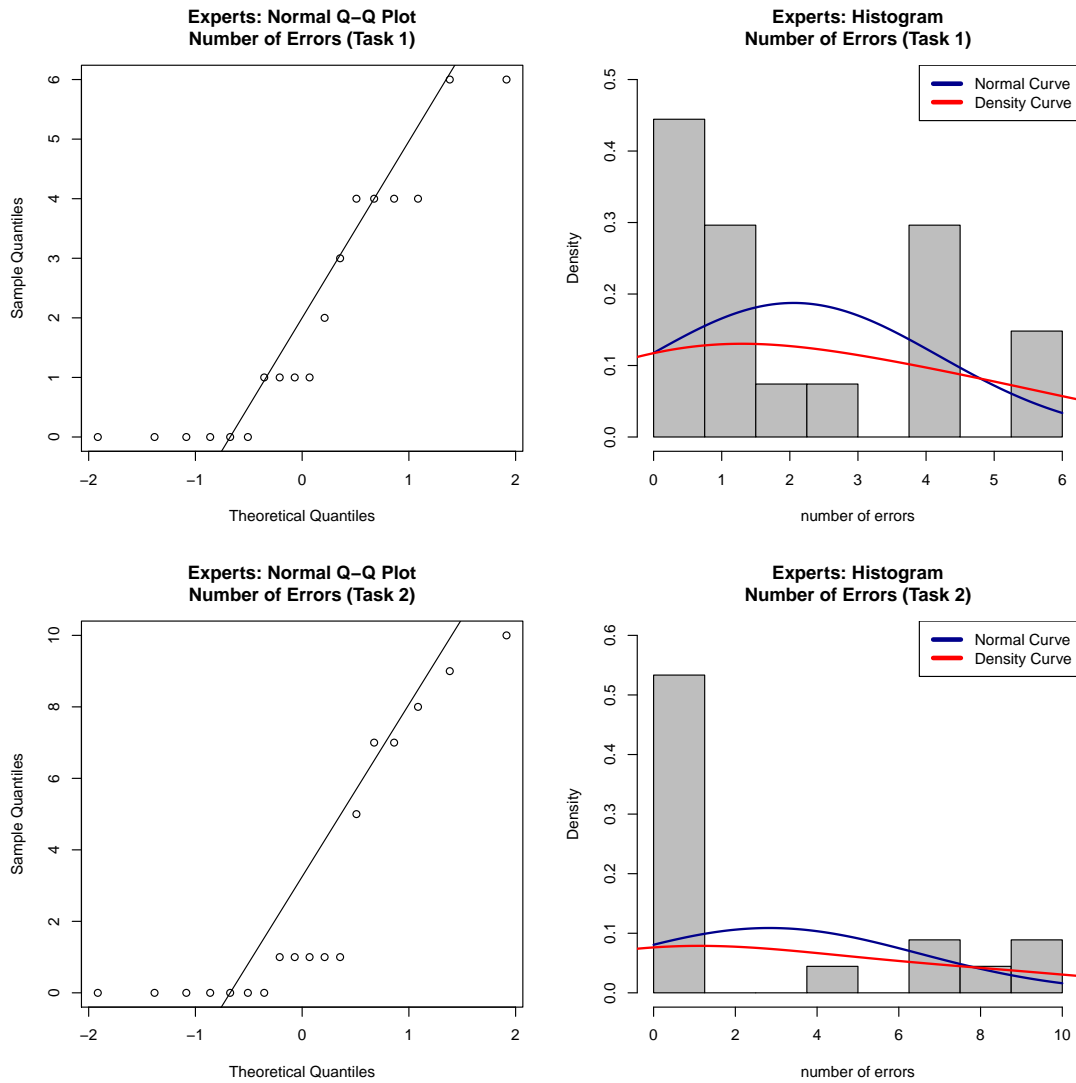 Experts: Normal Q−Q Plot
Number of Errors (Task 1)
Sample Quantiles
6
5
4
3
2
1
0
−2 −1 0 1 2
Theoretical Quantiles
Experts: Histogram
Number of Errors (Task 1)
Density
0.5
0.4
0.3
0.2
0.1
0.0
Normal Curve
Density Curve
0 1 2 3 4 5 6
number of errors
Experts: Normal Q−Q Plot
Number of Errors (Task 2)
Sample Quantiles
10
8
6
4
2
0
−2 −1 0 1 2
Theoretical Quantiles
Experts: Histogram
Number of Errors (Task 2)
Density
0.6
0.5
0.4
0.3
0.2
0.1
0.0
Normal Curve
Density Curve
0 2 4 6 8 10
number of errors